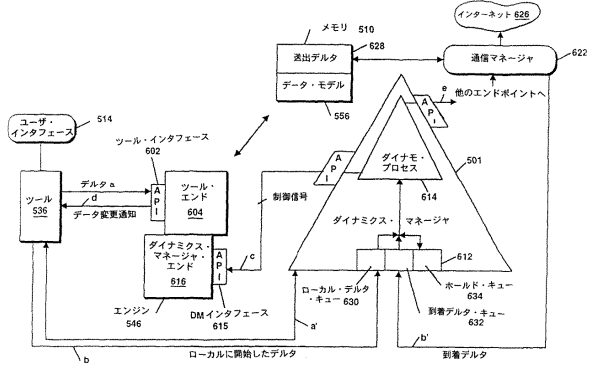 インターネット 626
メモリ 510
送出デルタ
628
データ・モデル
556
通信マネージャ
622
他のエンドポイントへ
e
API
501
ユーザ・
インタフェース
514
ツール・インタフェース
602
API
制御信号
ダイナモ・
プロセス
614
ツール
536
デルタ a
d
データ変更通知
API
ツール・
エンド
604
ダイナミクス・
マネージャ
ダイナミクス・
マネージャ・
エンド
616
API
c
612
エンジン
546
DMインタフェース
615
ローカル・デルタ・
キュー 630
ホールド・キュー
634
到着デルタ・キュー
632
a'
b'
b
ローカルに開始したデルタ
到着デルタ